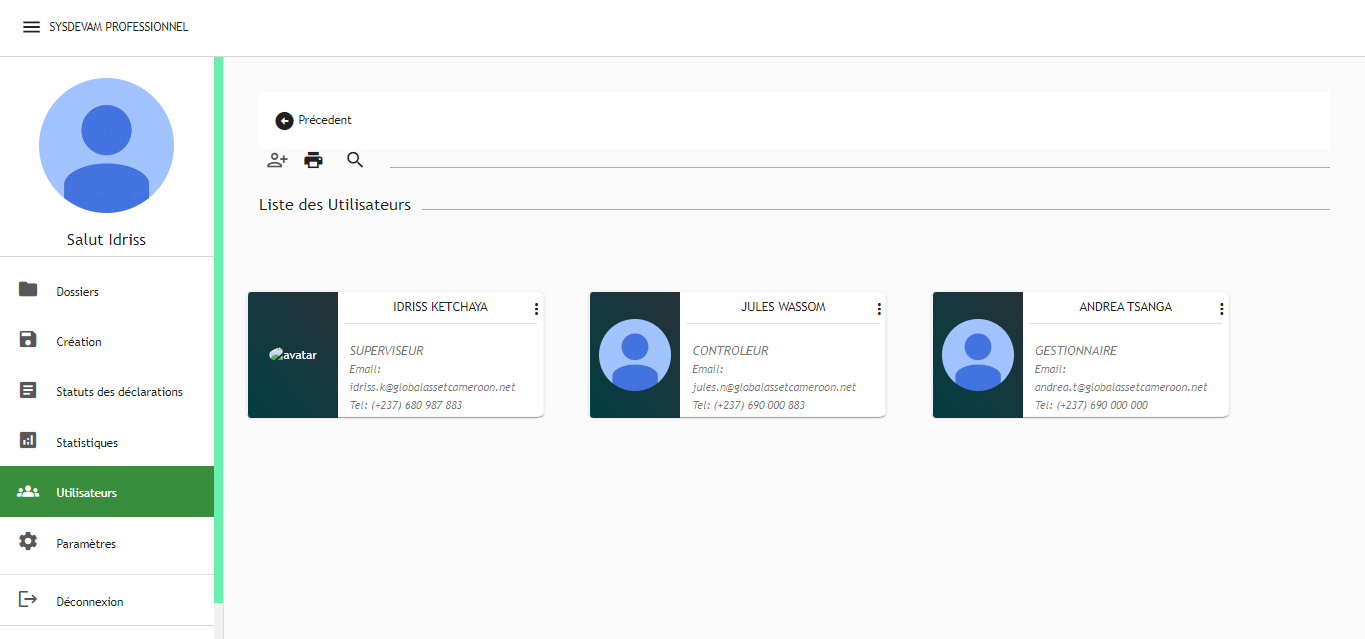 SYSDEVAM PROFESSIONNEL
Salut Idriss
Dossiers
Création
Statuts des déclarations
Statistiques
Utilisateurs
Paramètres
Déconnexion
Précedent
Liste des Utilisateurs
avatar
IDRISS KETCHAYA
SUPERVISEUR
Email:
idriss.k@globalassetcameroon.net
Tel: (+237) 680 987 883
JULES WASSOM
CONTROLEUR
Email:
jules.n@globalassetcameroon.net
Tel: (+237) 690 000 883
ANDREA TSANGA
GESTIONNAIRE
Email:
andrea.t@globalassetcameroon.net
Tel: (+237) 690 000 000